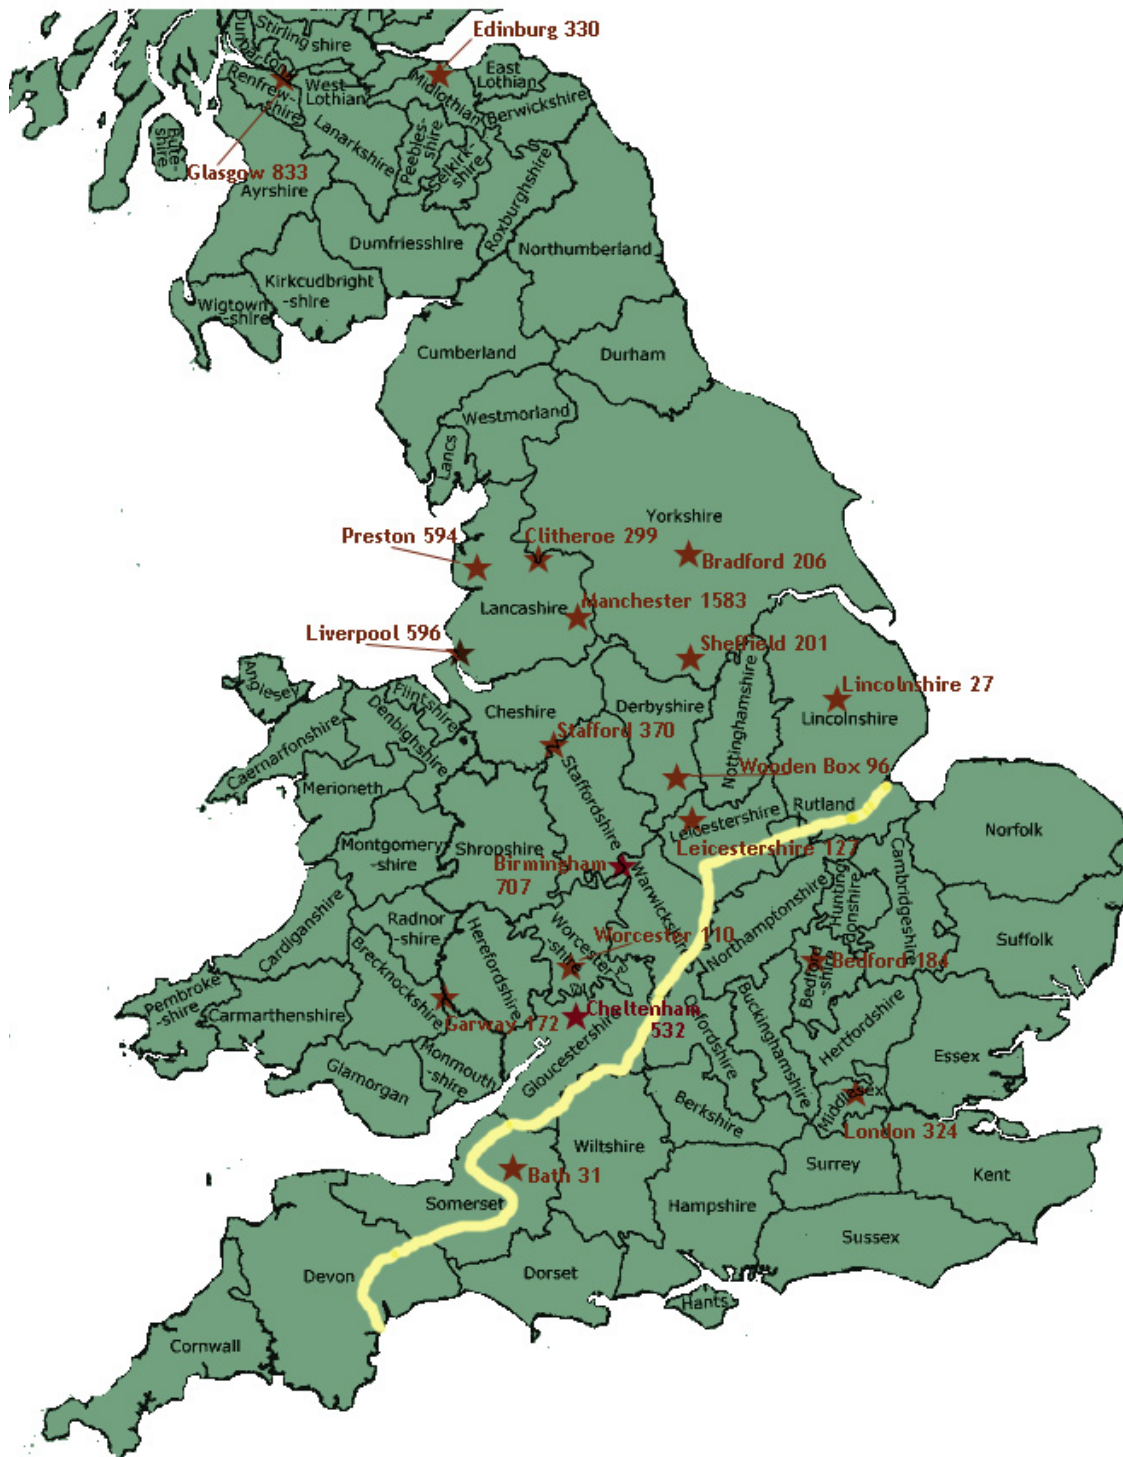 Edinburg 330
Stirling shire
Dun
barton
East
Lothian
Renfrew-
shire
West
Lothian
Midlothian
Berwickshire
Lanarkshire
Peebles-
shire
Selkirk-
shire
Bute-
shire
Glasgow 833
Ayrshire
Roxburghshire
Dumfriesshire
Northumberland
Kirkcudbright
-shire
Wigtown
-shire
Cumberland
Durham
Westmorland
Lancs
Yorkshire
Preston 594
Clitheroe 299
Bradford 206
Lancashire
Manchester 1583
Liverpool 596
Sheffield 201
Anglesey
Flintshire
Denbighshire
Caernarfonshire
Cheshire
Derbyshire
Nottinghamshire
Lincolnshire 27
Lincolnshire
Stafford 370
Staffordshire
Wooden Box 96
Merioneth
Rutland
Leicestershire
Norfolk
Montgomery
-shire
Shropshire
Leicestershire 127
Birmingham
707
Warwickshire
Northamptonshire
Hunting
donshire
Cambridgeshire
Cardiganshire
Radnor
-shire
Herefordshire
Worcester
-shire
Worcester 110
Suffolk
Brecknockshire
Bedford
-shire
Bedford 184
Pembroke
-shire
Carmarthenshire
Garway 172
Cheltenham
532
Gloucestershire
Oxfordshire
Buckinghamshire
Hertfordshire
Essex
Monmouth
-shire
Glamorgan
Berkshire
Middlesex
London 324
Wiltshire
Surrey
Kent
Bath 31
Somerset
Hampshire
Sussex
Devon
Dorset
Hants
Cornwall